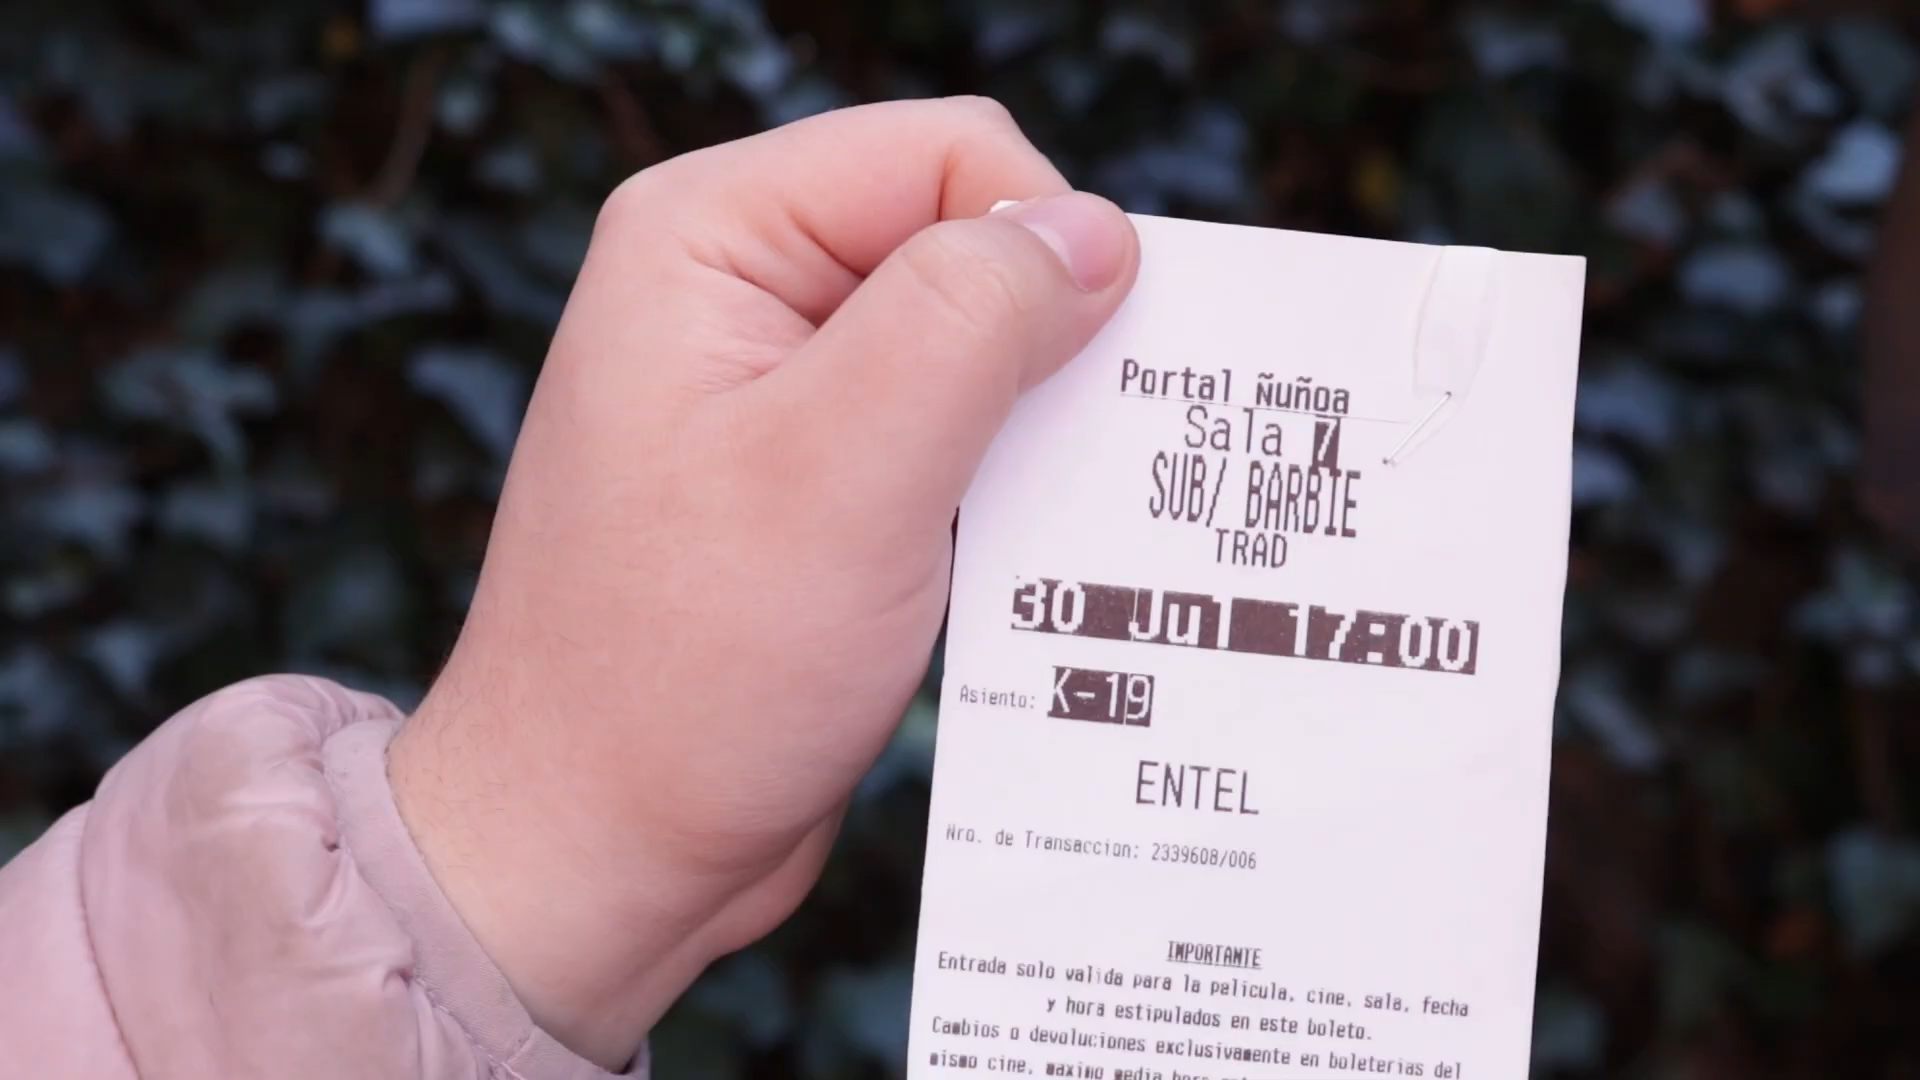 Portal Ñuñoa
Sala 7
SUB/ BARBIE
TRAD
30 Jul 17:00
Asiento: K-19
ENTEL
Nro. de Transaccion: 2339608/006
IMPORTANTE
Entrada solo valida para la pelicula, cine, sala, fecha
y hora estipulados en este boleto.
Cambios o devoluciones exclusivamente en boleterias del
mismo cine, maximo media hora